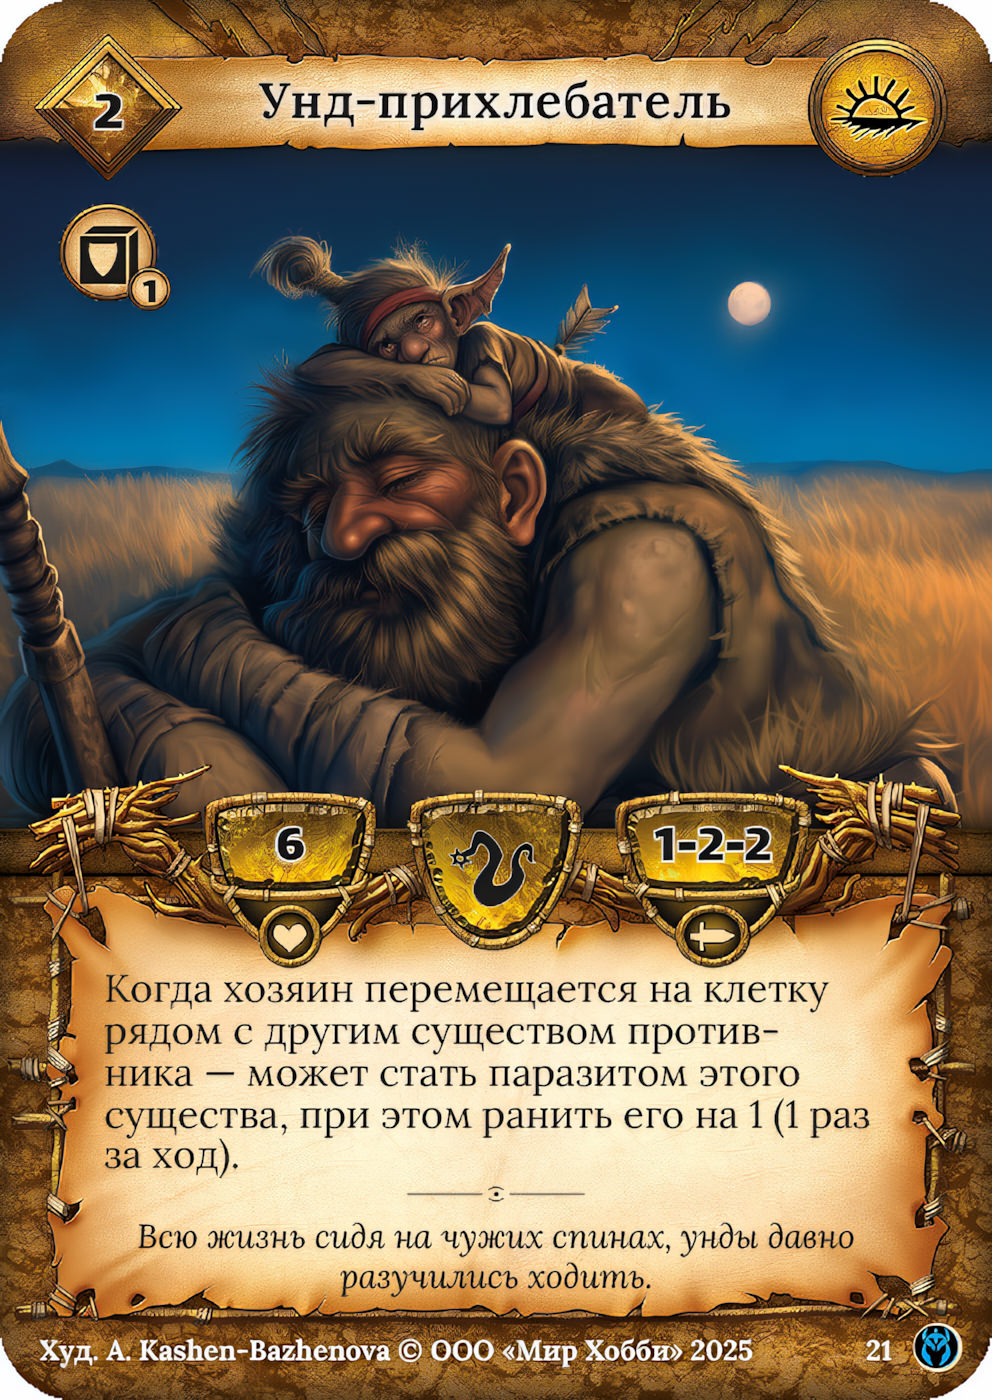 2
Унд-прихлебатель
1
6
1-2-2
Когда хозяин перемещается на клетку
рядом с другим существом против-
ника — может стать паразитом этого
существа, при этом ранить его на 1 (1 раз
за ход).
Всю жизнь сидя на чужих спинах, унды давно
разучились ходить.
Худ. А. Kashen-Bazhenova © ООО «Мир Хобби» 2025
21